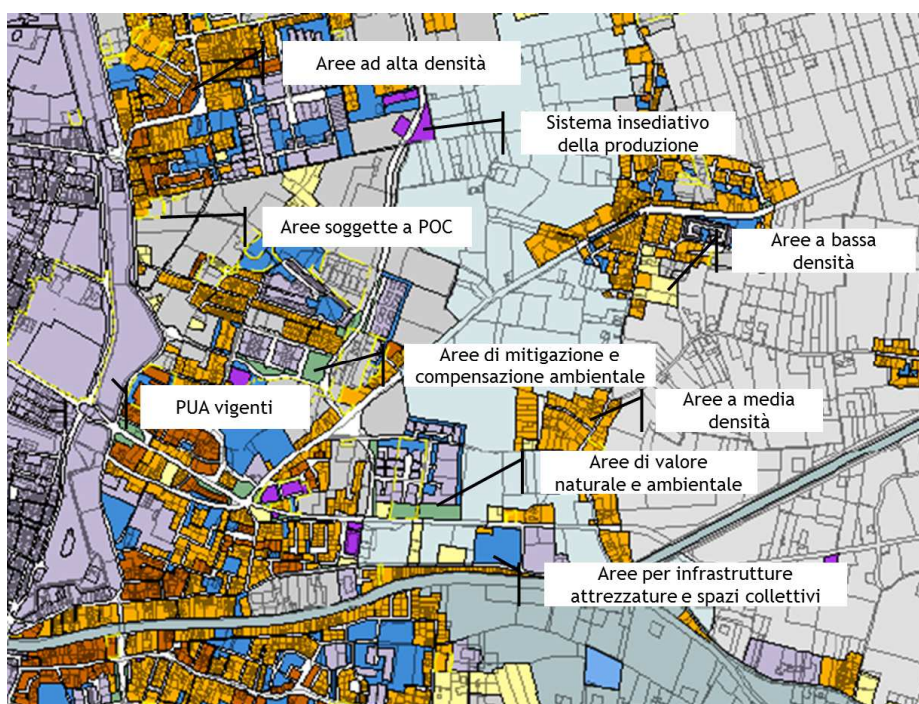 Aree ad alta densità
Sistema insediativo
della produzione
Aree soggette a POC
Aree a bassa
densità
Aree di mitigazione e
compensazione ambientale
PUA vigenti
Aree a media
densità
Aree di valore
naturale e ambientale
Aree per infrastrutture
attrezzature e spazi collettivi